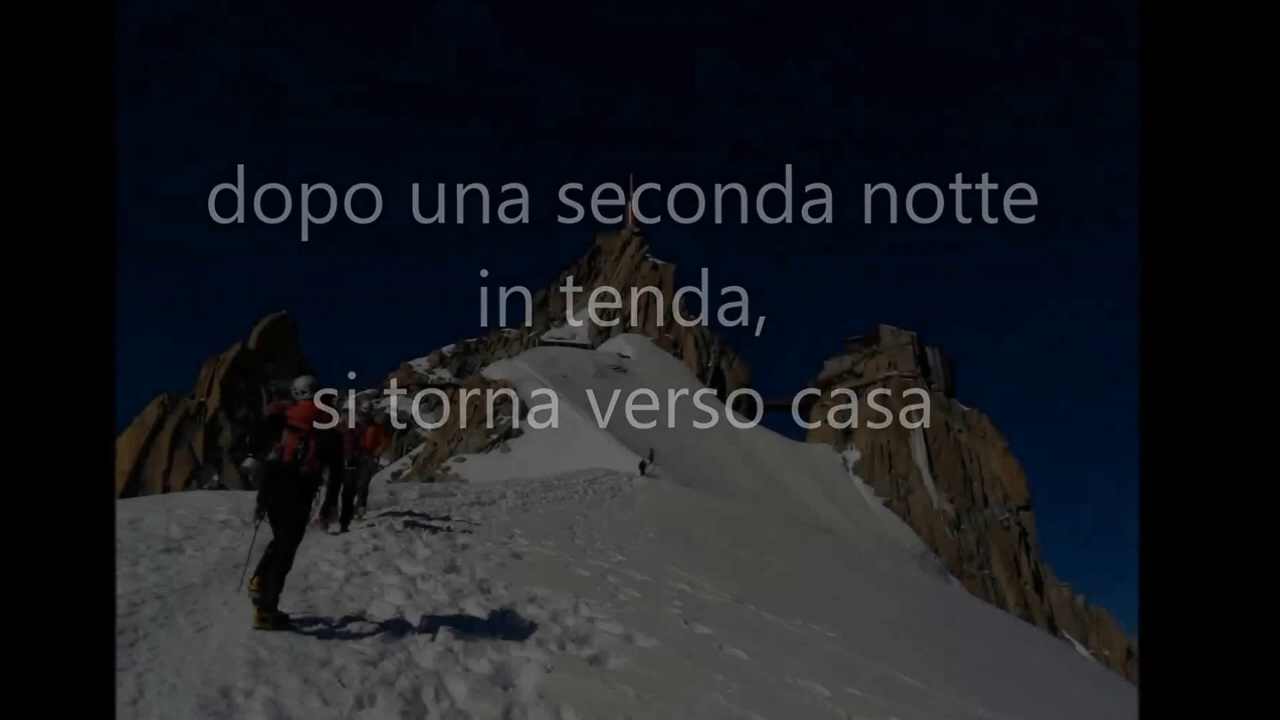 dopo una seconda notte
in tenda,
si torna verso casa